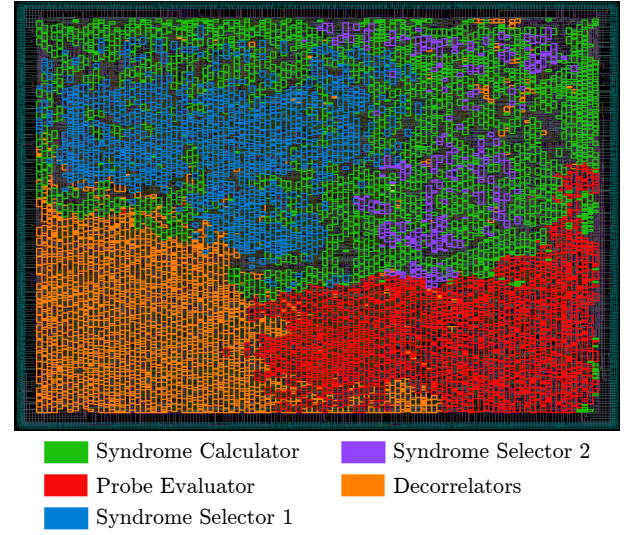 Syndrome Calculator
Syndrome Selector 2
Probe Evaluator
Decorrelators
Syndrome Selector 1